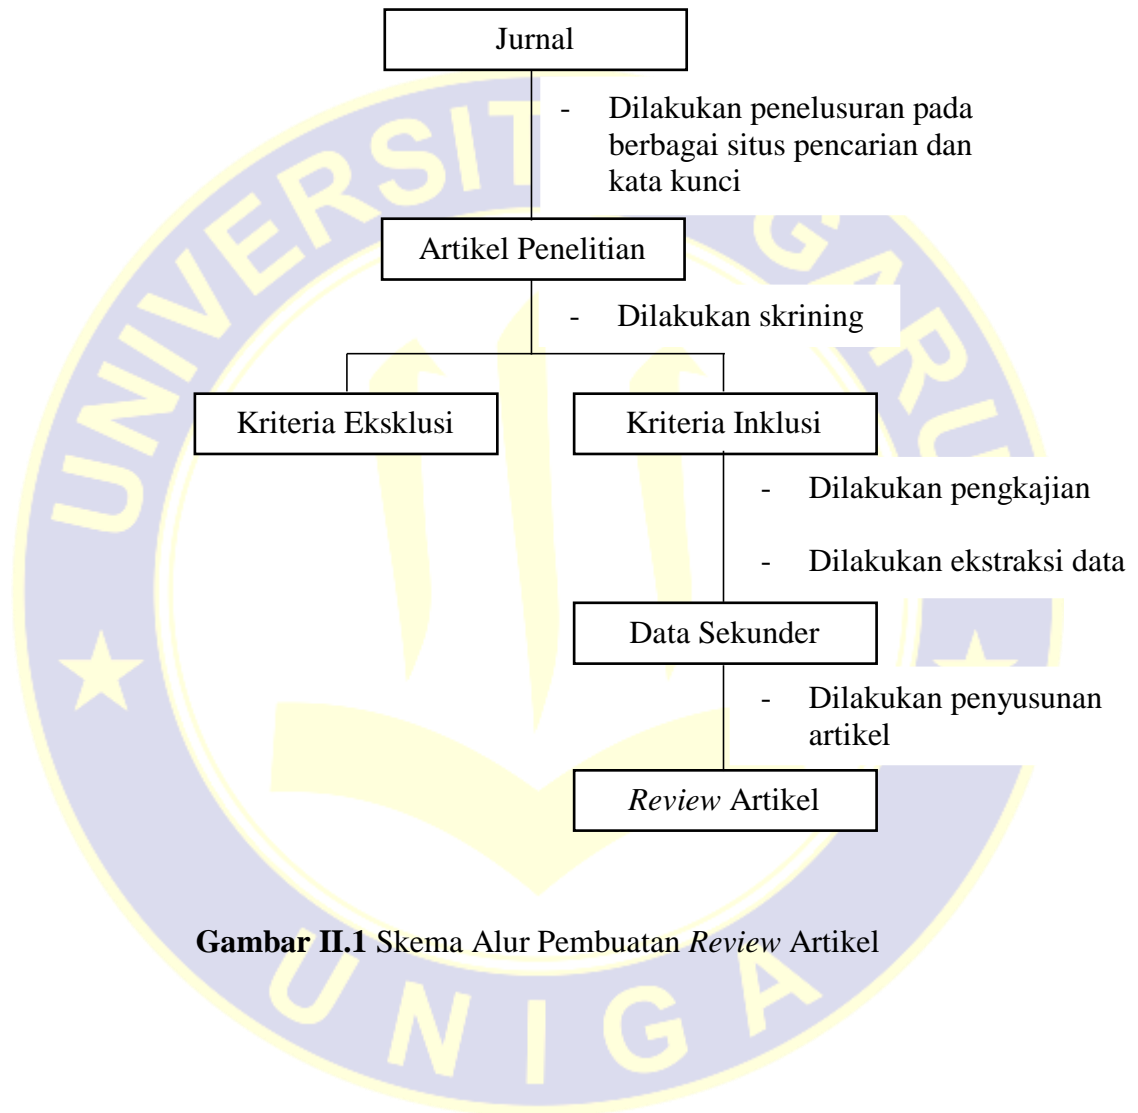 Jurnal
- Dilakukan penelusuran pada
berbagai situs pencarian dan
kata kunci
Artikel Penelitian
- Dilakukan skrining
Kriteria Eksklusi
Kriteria Inklusi
- Dilakukan pengkajian
- Dilakukan ekstraksi data
Data Sekunder
- Dilakukan penyusunan
artikel
Review Artikel
Gambar II.1 Skema Alur Pembuatan Review Artikel
UNIVERSIT GARU
UNIGA